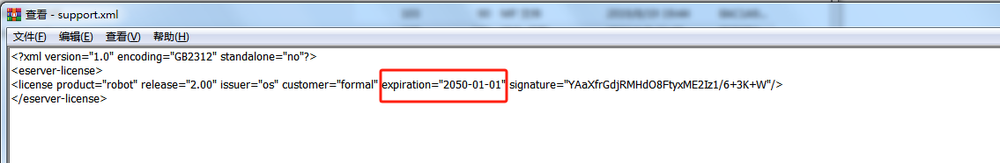 查看 - support.xml
文件(F) 编辑(E) 查看(V) 帮助(H)
<?xml version="1.0" encoding="GB2312" standalone="no"?>
<eserver-license>
<license product="robot" release="2.00" issuer="os" customer="formal" expiration="2050-01-01" signature="YAaXfrGdjRMHdO8FtyxME2Iz1/6+3K+W"/>
</eserver-license>